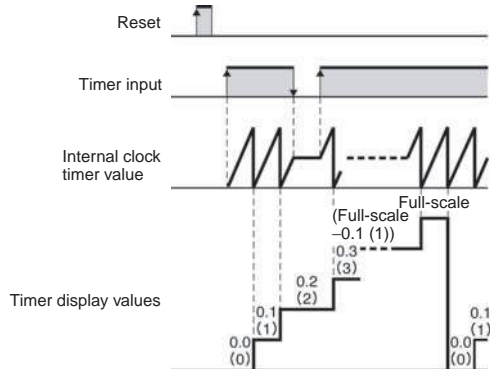 Reset
Timer input
Internal clock
timer value
Full-scale
(Full-scale
–0.1 (1))
0.3
(3)
0.2
(2)
0.1
(1)
0.1
(1)
Timer display values
0.0
(0)
0.0
(0)